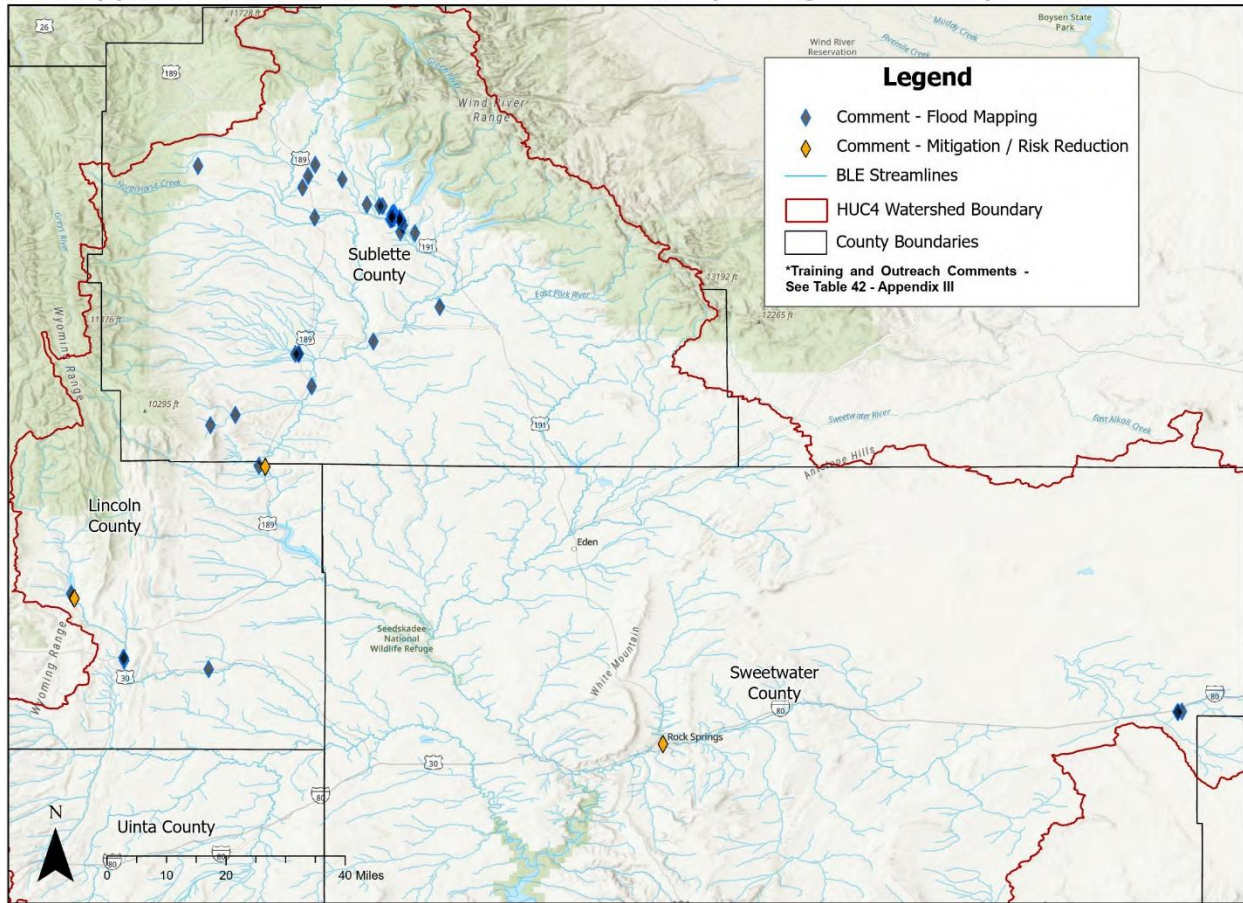 11728 ft
26
189
Muddy Creek
Boysen State
Park
Fivemile Creek
Wind River
Reservation
Green River
Wind River
Range
Legend
Comment - Flood Mapping
Comment - Mitigation / Risk Reduction
BLE Streamlines
HUC4 Watershed Boundary
County Boundaries
*Training and Outreach Comments -
See Table 42 - Appendix III
189
North Horse Creek
Greys River
Sublette
County
191
13192 ft
12265 ft
East Fork River
11376 ft
Wyoming Range
189
10295 ft
191
Sweetwater River
East Alkali Creek
Antelope Hills
Lincoln
County
189
Eden
Seedskadee
National
Wildlife Refuge
Wyoming Range
30
White Mountain
Sweetwater
County
80
80
Rock Springs
30
80
N
Uinta County
80
80
0 20 40 Miles